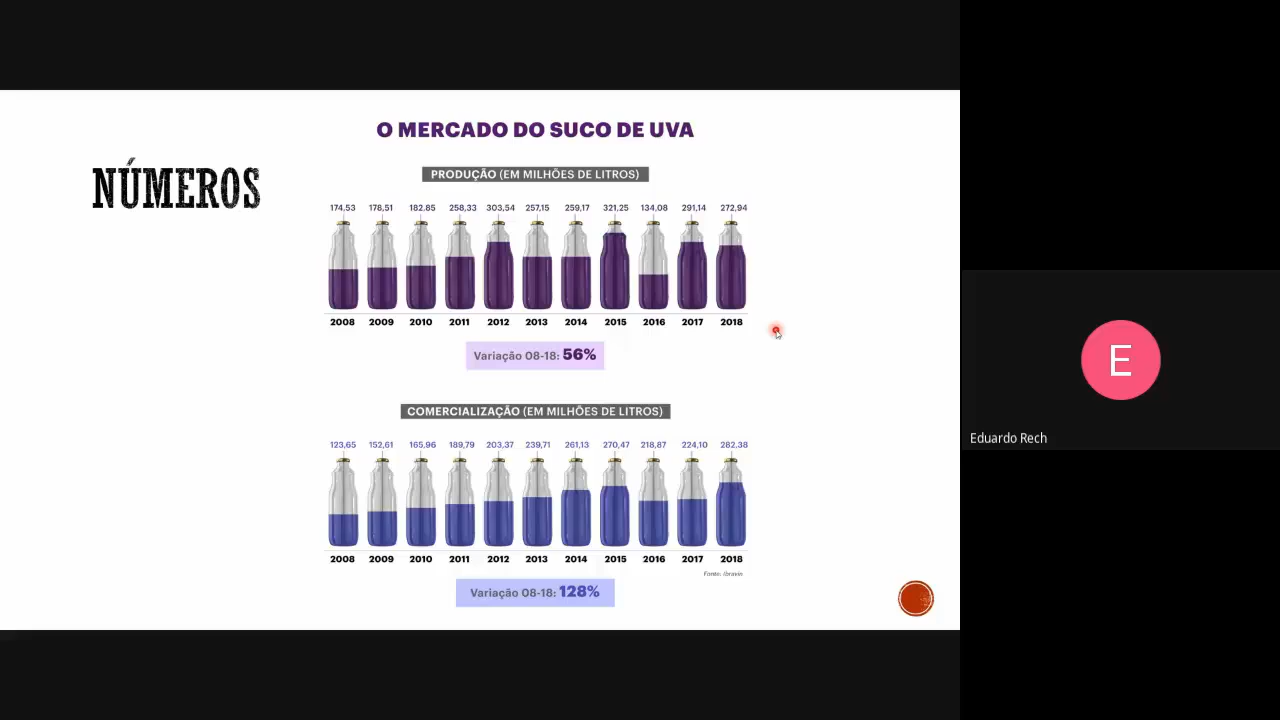 O MERCADO DO SUCO DE UVA
NÚMEROS
PRODUÇÃO (EM MILHÕES DE LITROS)
174,53 178,51 182,85 258,33 303,54 257,15 259,17 321,25 134,08 291,14 272,94
2008 2009 2010 2011 2012 2013 2014 2015 2016 2017 2018
Variação 08-18: 56%
COMERCIALIZAÇÃO (EM MILHÕES DE LITROS)
123,65 152,61 165,96 189,79 203,37 239,71 261,13 270,47 218,87 224,10 282,38
2008 2009 2010 2011 2012 2013 2014 2015 2016 2017 2018
Fonte: Ibravin
Variação 08-18: 128%
E
Eduardo Rech